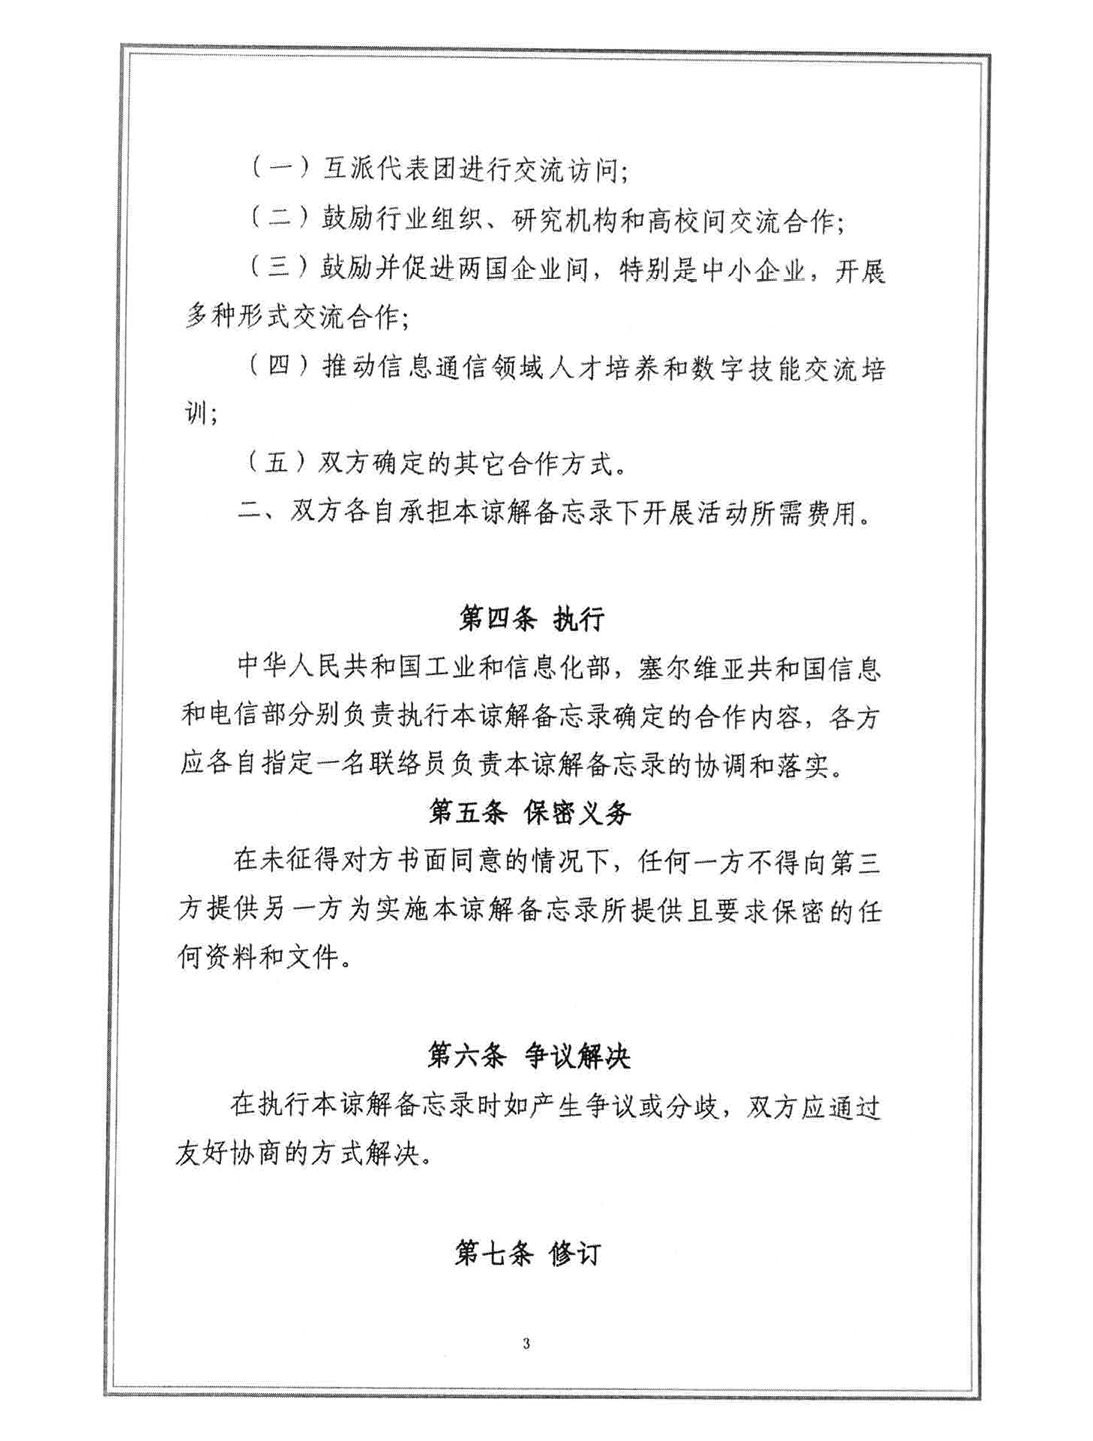 （一）互派代表团进行交流访问；
（二）鼓励行业组织、研究机构和高校间交流合作；
（三）鼓励并促进两国企业间，特别是中小企业，开展
多种形式交流合作；
（四）推动信息通信领域人才培养和数字技能交流培
训；
（五）双方确定的其它合作方式。
二、双方各自承担本谅解备忘录下开展活动所需费用。
第四条 执行
中华人民共和国工业和信息化部，塞尔维亚共和国信息
和电信部分别负责执行本谅解备忘录确定的合作内容，各方
应各自指定一名联络员负责本谅解备忘录的协调和落实。
第五条 保密义务
在未征得对方书面同意的情况下，任何一方不得向第三
方提供另一方为实施本谅解备忘录所提供且要求保密的任
何资料和文件。
第六条 争议解决
在执行本谅解备忘录时如产生争议或分歧，双方应通过
友好协商的方式解决。
第七条 修订
3